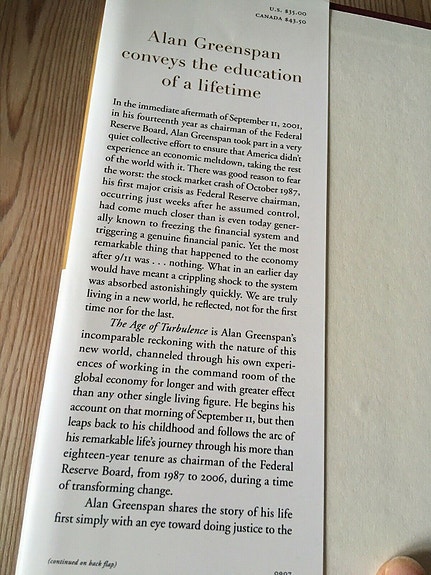 U.S. $35.00
CANADA $43.50
Alan Greenspan
conveys the education
of a lifetime
In the immediate aftermath of September 11, 2001,
in his fourteenth year as chairman of the Federal
Reserve Board, Alan Greenspan took part in a very
quiet collective effort to ensure that America didn't
experience an economic meltdown, taking the rest
of the world with it. There was good reason to fear
the worst: the stock market crash of October 1987,
his first major crisis as Federal Reserve chairman,
occurring just weeks after he assumed control,
had come much closer than is even today gener-
ally known to freezing the financial system and
triggering a genuine financial panic. Yet the most
remarkable thing that happened to the economy
after 9/11 was . . . nothing. What in an earlier day
would have meant a crippling shock to the system
was absorbed astonishingly quickly. We are truly
living in a new world, he reflected, not for the first
time nor for the last.
The Age of Turbulence is Alan Greenspan's
incomparable reckoning with the nature of this
new world, channeled through his own experi-
ences of working in the command room of the
global economy for longer and with greater effect
than any other single living figure. He begins his
account on that morning of September 11, but then
leaps back to his childhood and follows the arc of
his remarkable life's journey through his more than
eighteen-year tenure as chairman of the Federal
Reserve Board, from 1987 to 2006, during a time
of transforming change.
Alan Greenspan shares the story of his life
first simply with an eye toward doing justice to the
(continued on back flap)
0907